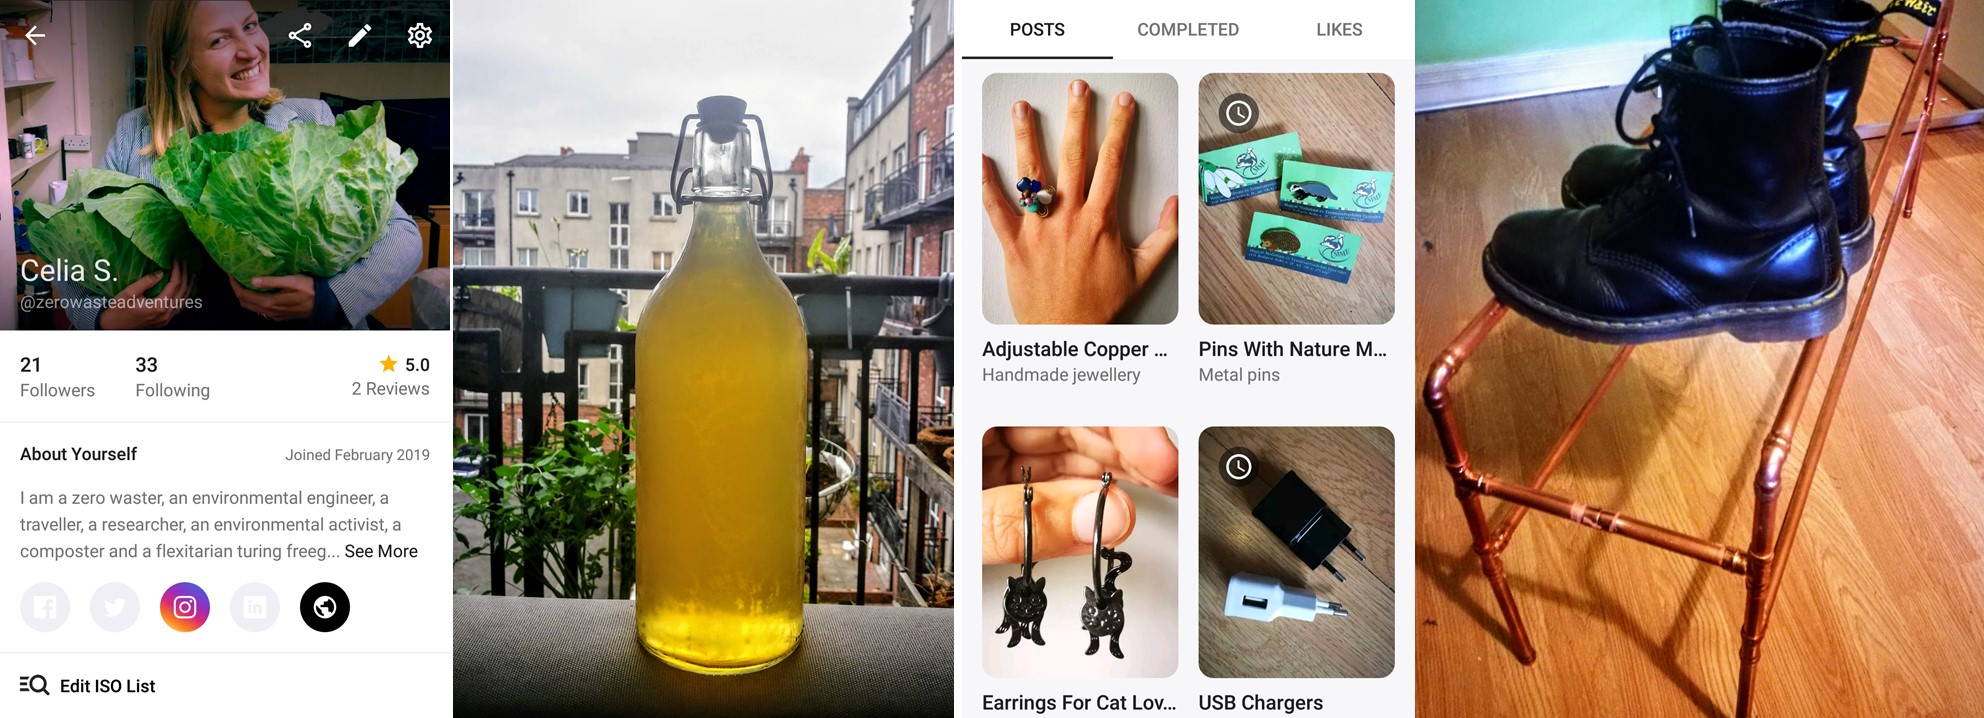 Celia S.
@zerowasteadventures
21
Followers
33
Following
5.0
2 Reviews
About Yourself
Joined February 2019
I am a zero waster, an environmental engineer, a
traveller, a researcher, an environmental activist, a
composter and a flexitarian turing freeg... See More
Edit ISO List
POSTS COMPLETED LIKES
Adjustable Copper ...
Handmade jewellery
Pins With Nature M...
Metal pins
Earrings For Cat Lov...
USB Chargers